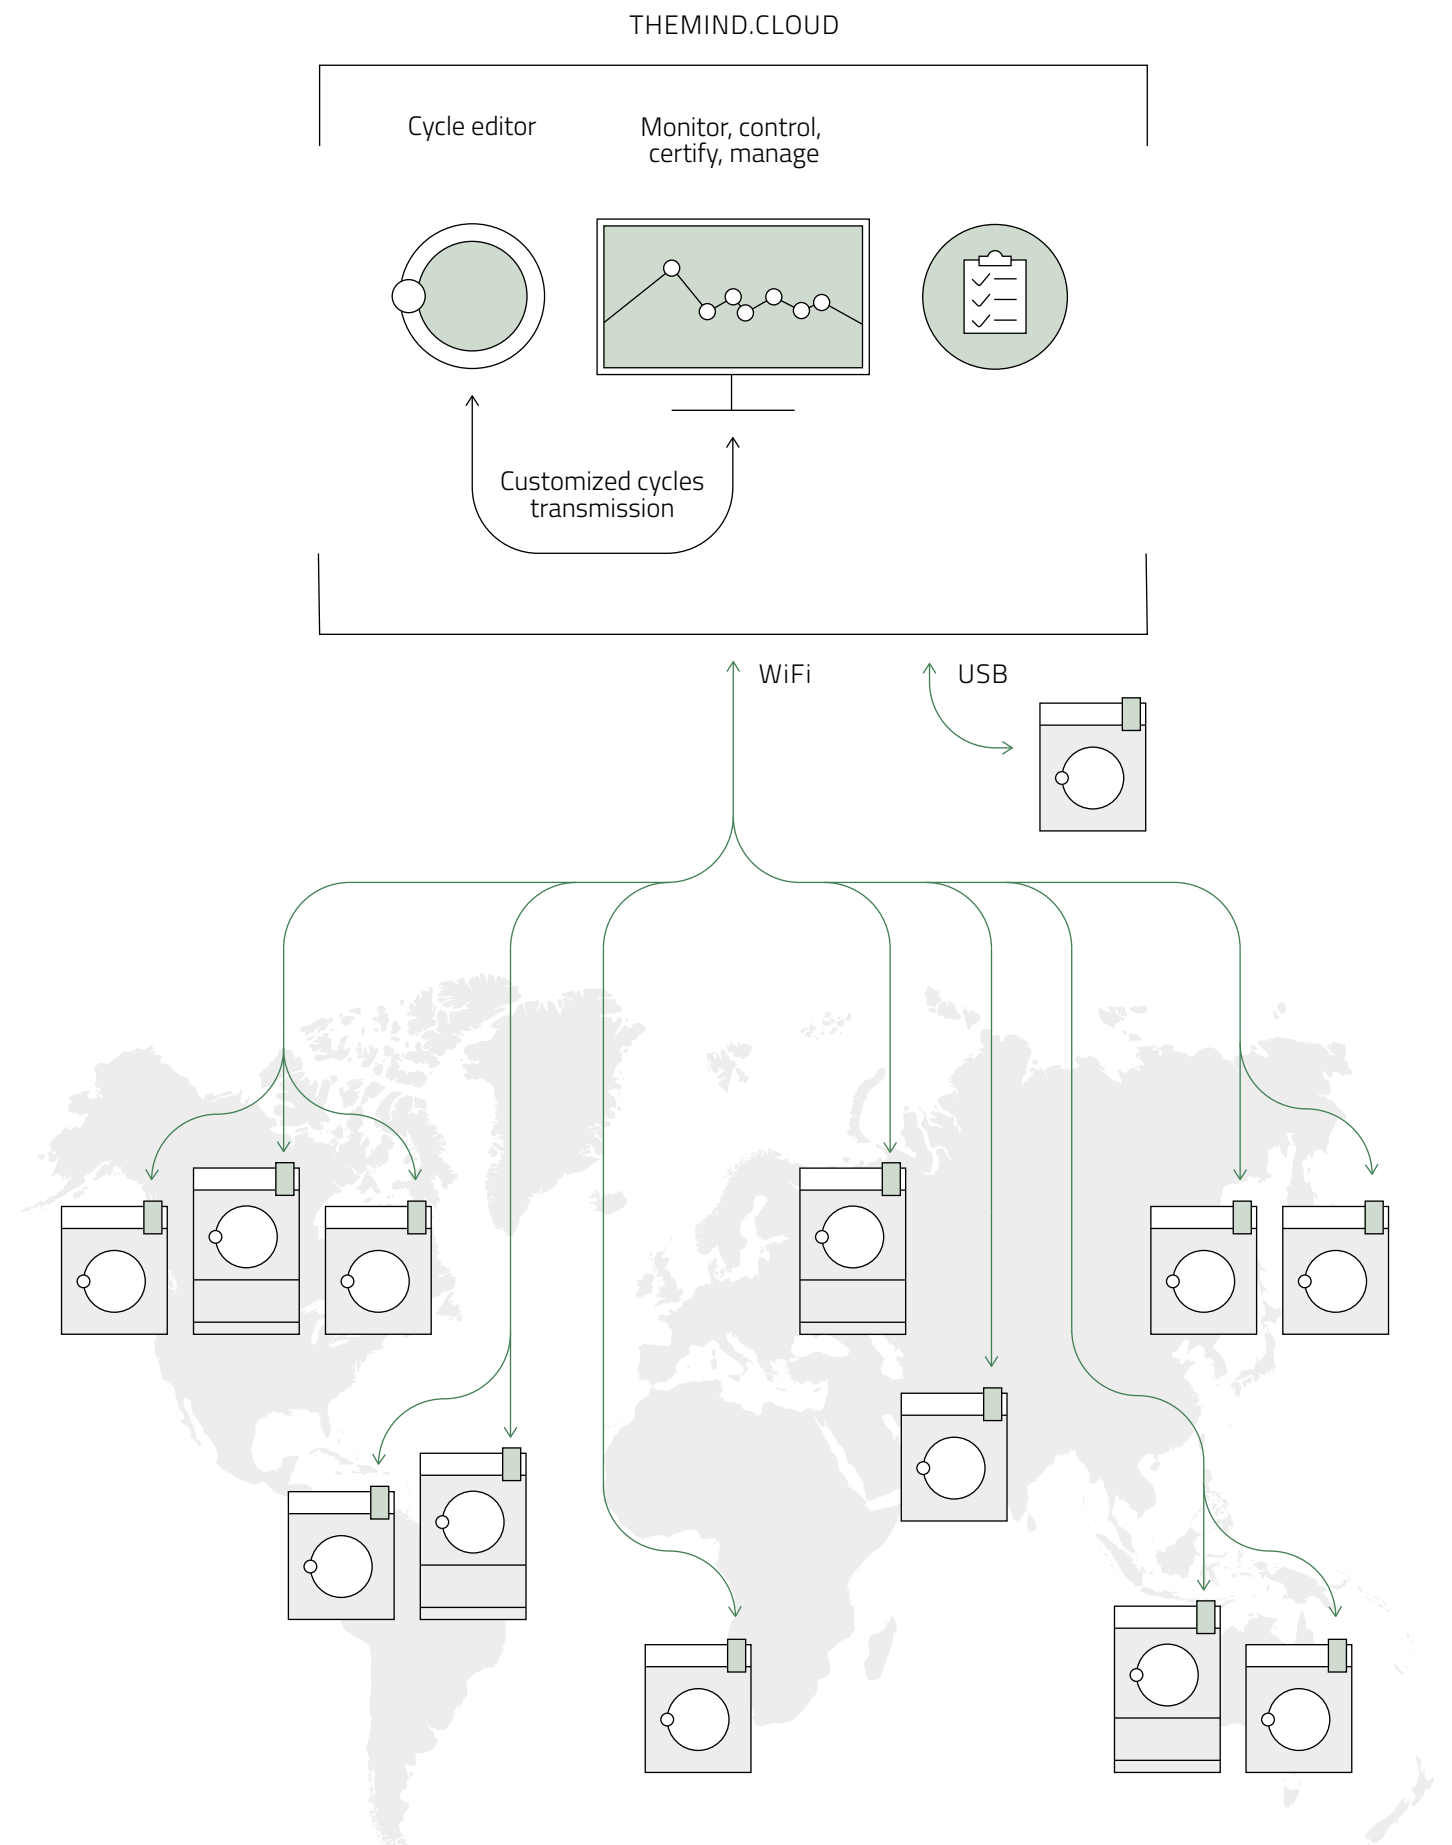 THEMIND.CLOUD
Cycle editor
Monitor, control,
certify, manage
Customized cycles
transmission
WiFi
USB